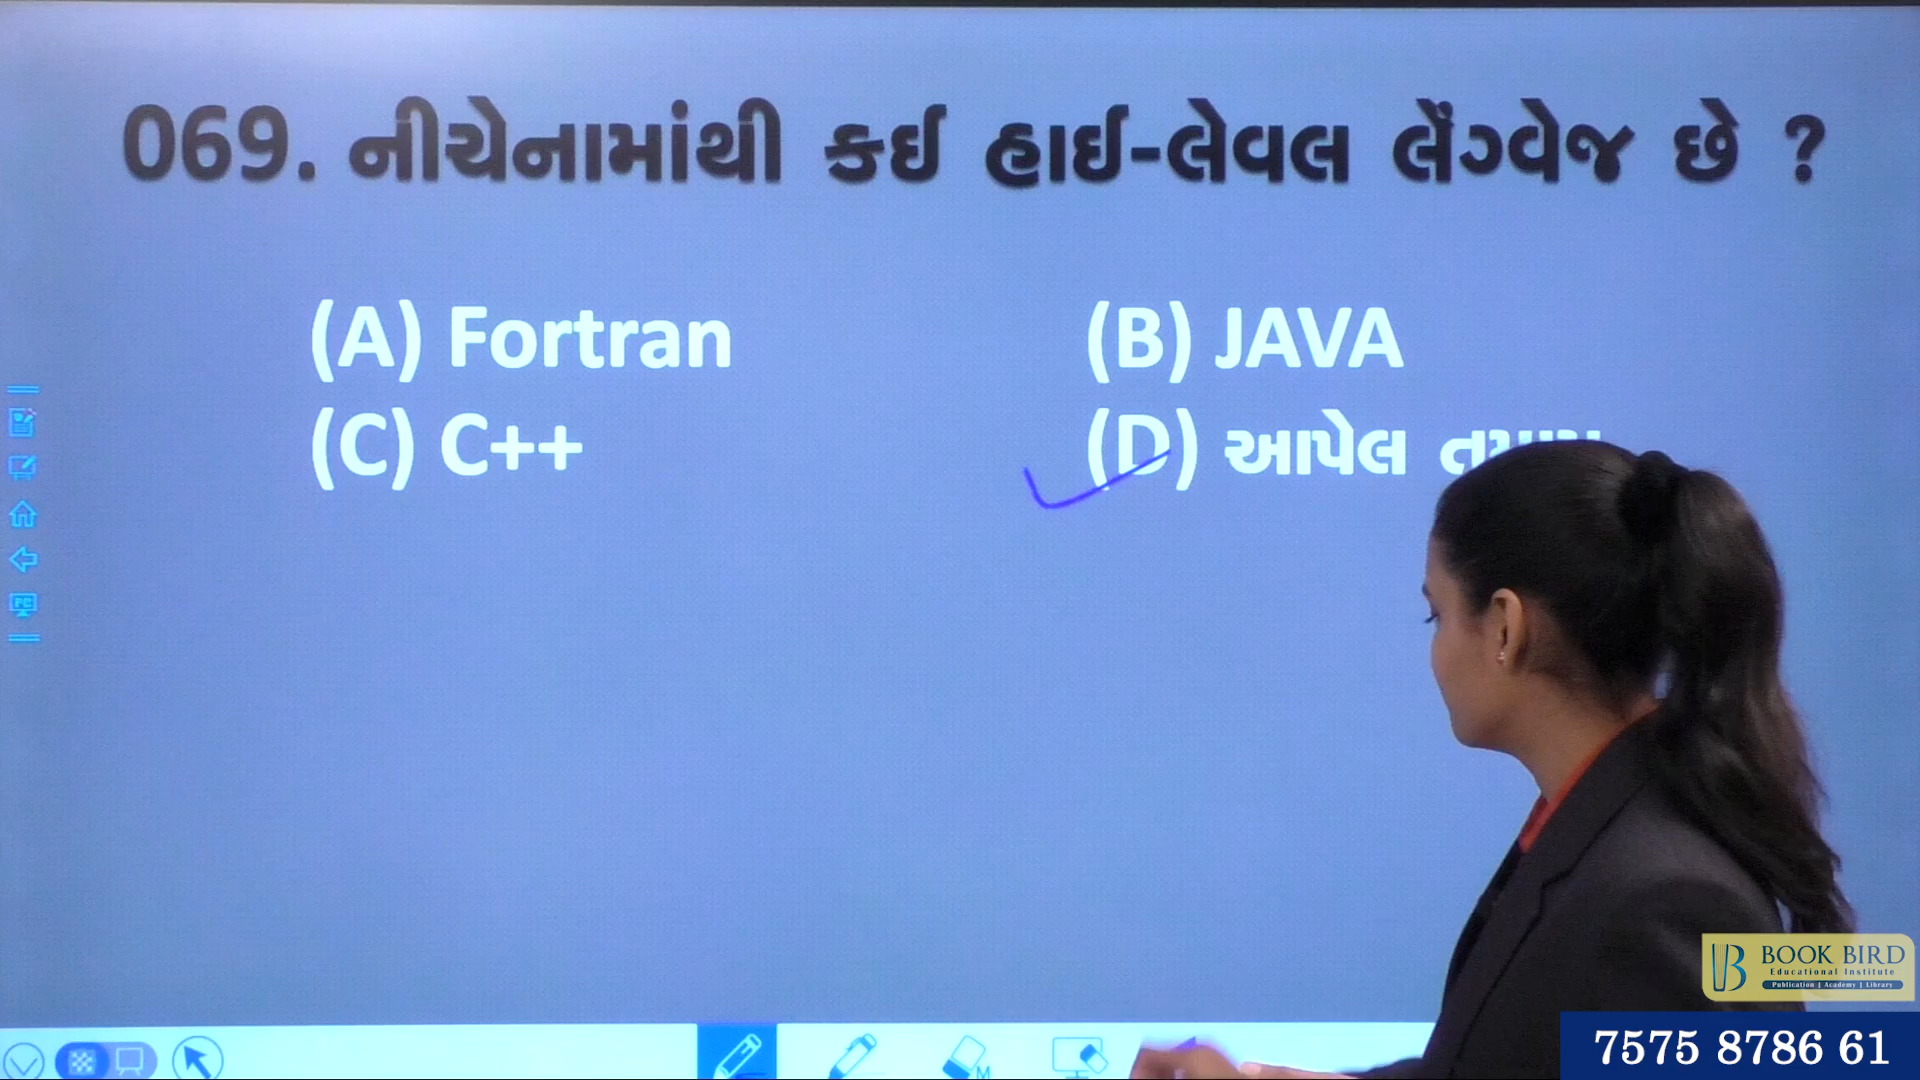 069. નીચેનામાંથી કઈ હાઈ-લેવલ લેંગ્વેજ છે ?
(A) Fortran
(B) JAVA
(C) C++
(D) આપેલ
BOOK BIRD
Educational Institute
Publication | Academy | Library
7575 8786 61